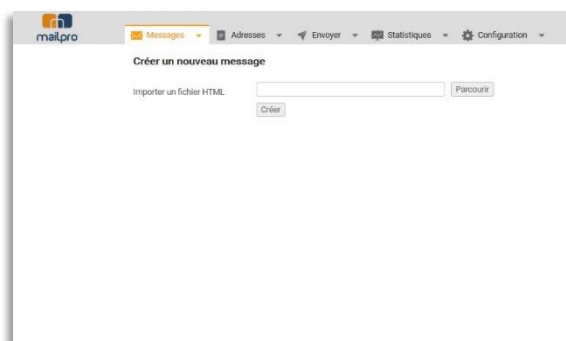 mailpro
Messages Adresses Envoyer Statistiques Configuration
Créer un nouveau message
Importer un fichier HTML Parcourir
Créer